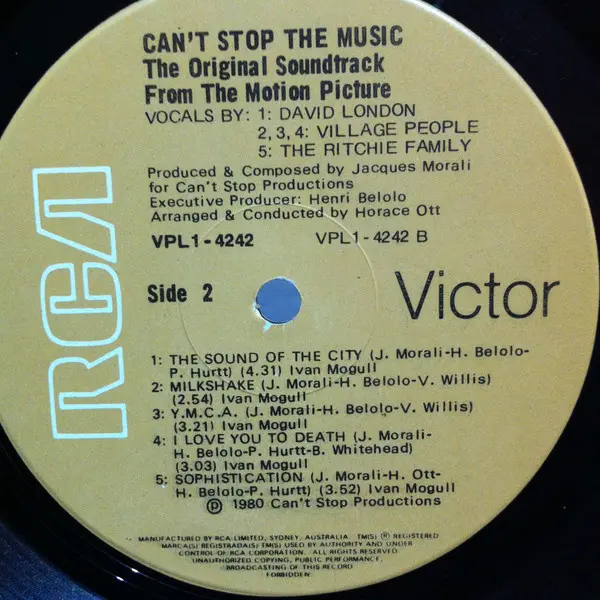 CAN'T STOP THE MUSIC
The Original Soundtrack
From The Motion Picture
VOCALS BY: 1: DAVID LONDON
2,3,4: VILLAGE PEOPLE
5: THE RITCHIE FAMILY
Produced & Composed by Jacques Morali
for Can't Stop Productions
Executive Producer: Henri Belolo
Arranged & Conducted by Horace Ott
VPL1-4242 VPL1-4242 B
Side 2
RCA Victor
1: THE SOUND OF THE CITY (J. Morali-H. Belolo-
P. Hurtt) (4.31) Ivan Mogull
2: MILKSHAKE (J. Morali-H. Belolo-V. Willis)
(2.54) Ivan Mogull
3: Y.M.C.A. (J. Morali-H. Belolo-V. Willis)
(3.21) Ivan Mogull
4: I LOVE YOU TO DEATH (J. Morali-
H. Belolo-P. Hurtt-B. Whitehead)
(3.03) Ivan Mogull
5: SOPHISTICATION (J. Morali-H. Ott-
H. Belolo-P. Hurtt) (3.52) Ivan Mogull
℗ 1980 Can't Stop Productions
MANUFACTURED BY RCA LIMITED, SYDNEY, AUSTRALIA. TM(S) ® REGISTERED
MARCA(S) REGISTRADA(S) TM(S) USED BY AUTHORITY AND UNDER
CONTROL OF RCA CORPORATION. ALL RIGHTS RESERVED.
UNAUTHORIZED COPYING, PUBLIC PERFORMANCE,
BROADCASTING OF THIS RECORD
FORBIDDEN.